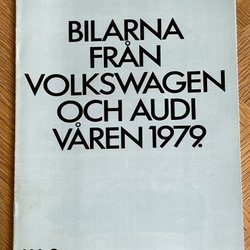 BILARNA
FRÅN
VOLKSWAGEN
OCH AUDI
VÅREN 1979.